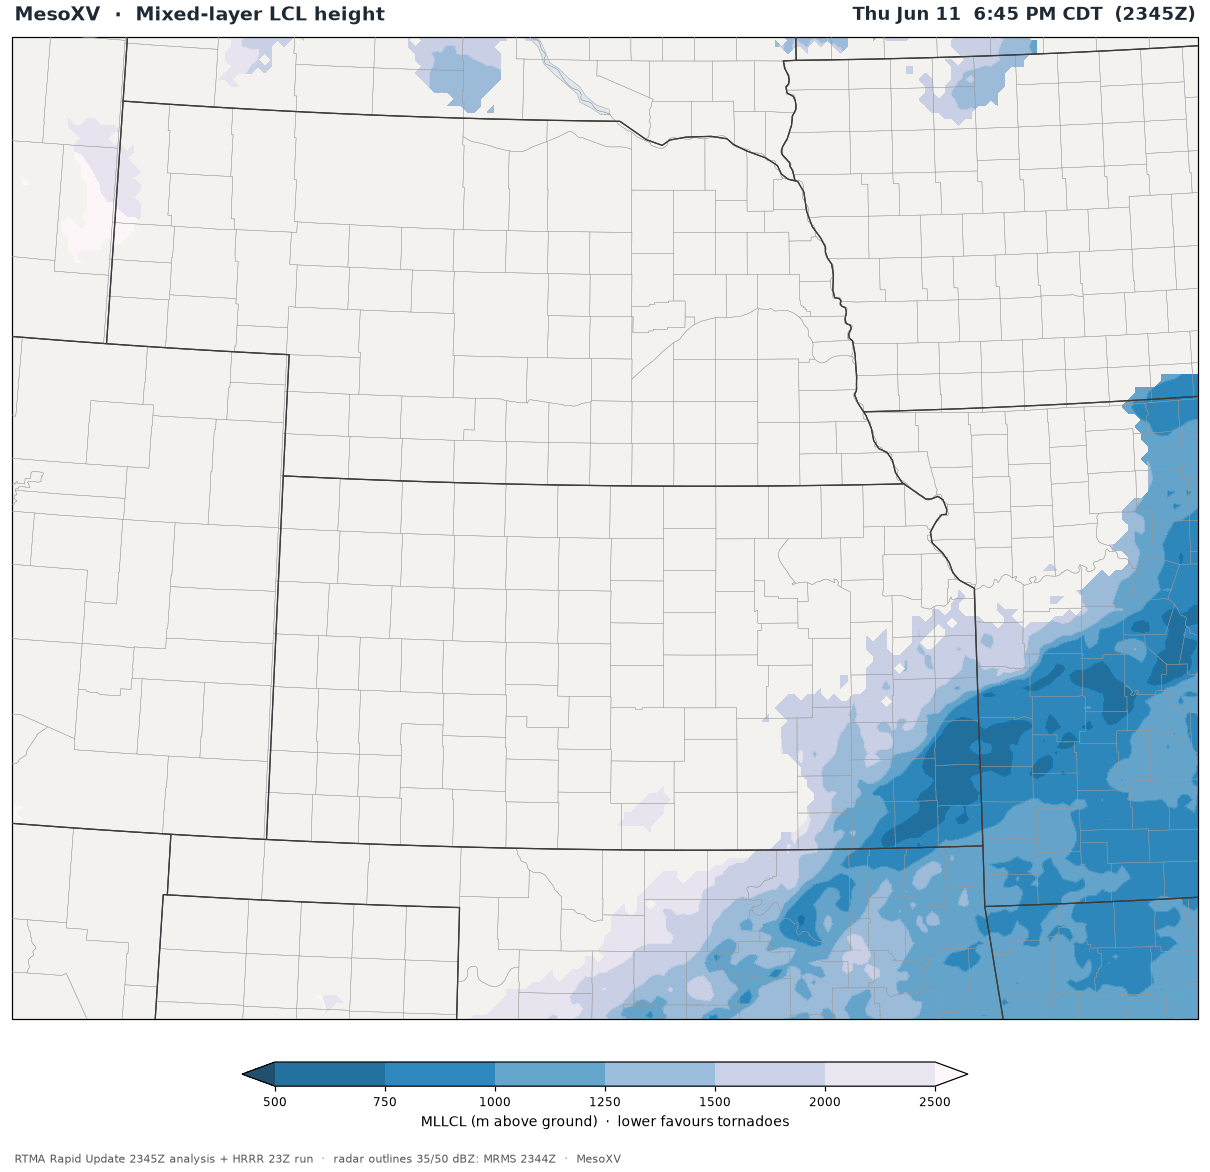 MesoXV · Mixed-layer LCL height
Thu Jun 11 6:45 PM CDT (2345Z)
500 750 1000 1250 1500 2000 2500
MLLCL (m above ground) · lower favours tornadoes
RTMA Rapid Update 2345Z analysis + HRRR 23Z run · radar outlines 35/50 dBZ: MRMS 2344Z · MesoXV